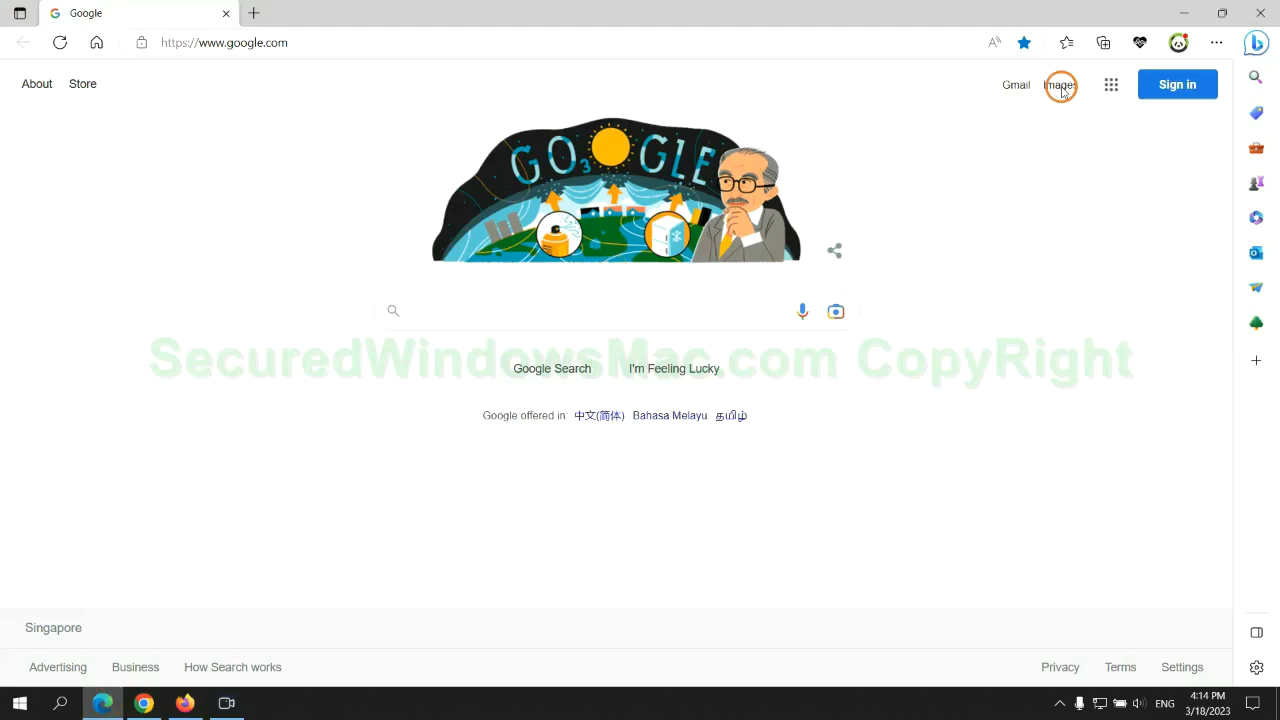 Google
https://www.google.com
About Store
Gmail Images
Sign in
GO3GLE
SecuredWindowsMac.com CopyRight
Google Search I'm Feeling Lucky
Google offered in: 中文(简体) Bahasa Melayu தமிழ்
Singapore
Advertising Business How Search works
Privacy Terms Settings
ENG
4:14 PM
3/18/2023